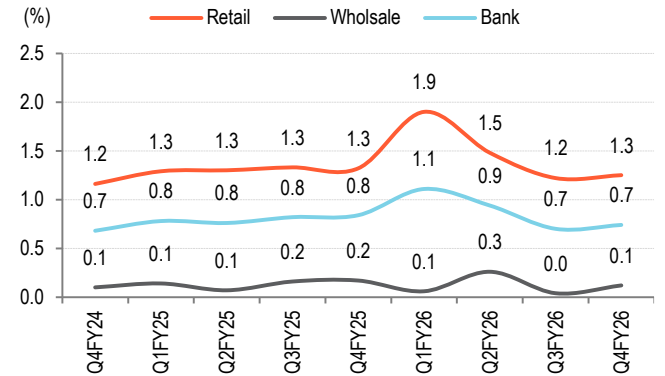 (%)
Retail Wholsale Bank
2.5
2.0
1.5
1.0
0.5
0.0
1.2 1.3 1.3 1.3 1.3 1.9 1.5 1.2 1.3
0.7 0.8 0.8 0.8 0.8 1.1 0.9 0.7 0.7
0.1 0.1 0.1 0.2 0.2 0.1 0.3 0.0 0.1
Q4FY24 Q1FY25 Q2FY25 Q3FY25 Q4FY25 Q1FY26 Q2FY26 Q3FY26 Q4FY26